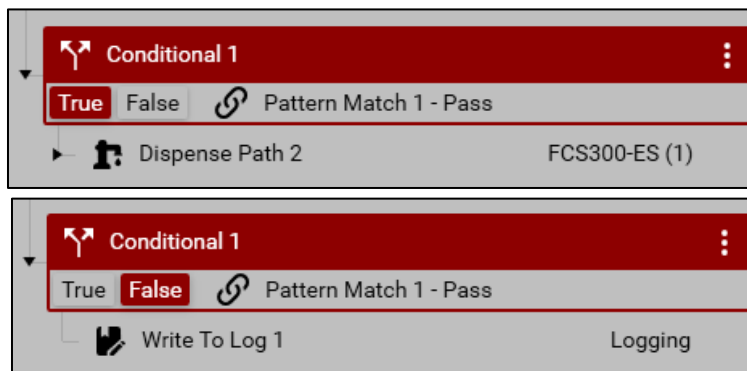 Conditional 1
True False Pattern Match 1 - Pass
Dispense Path 2 FCS300-ES (1)
Conditional 1
True False Pattern Match 1 - Pass
Write To Log 1 Logging